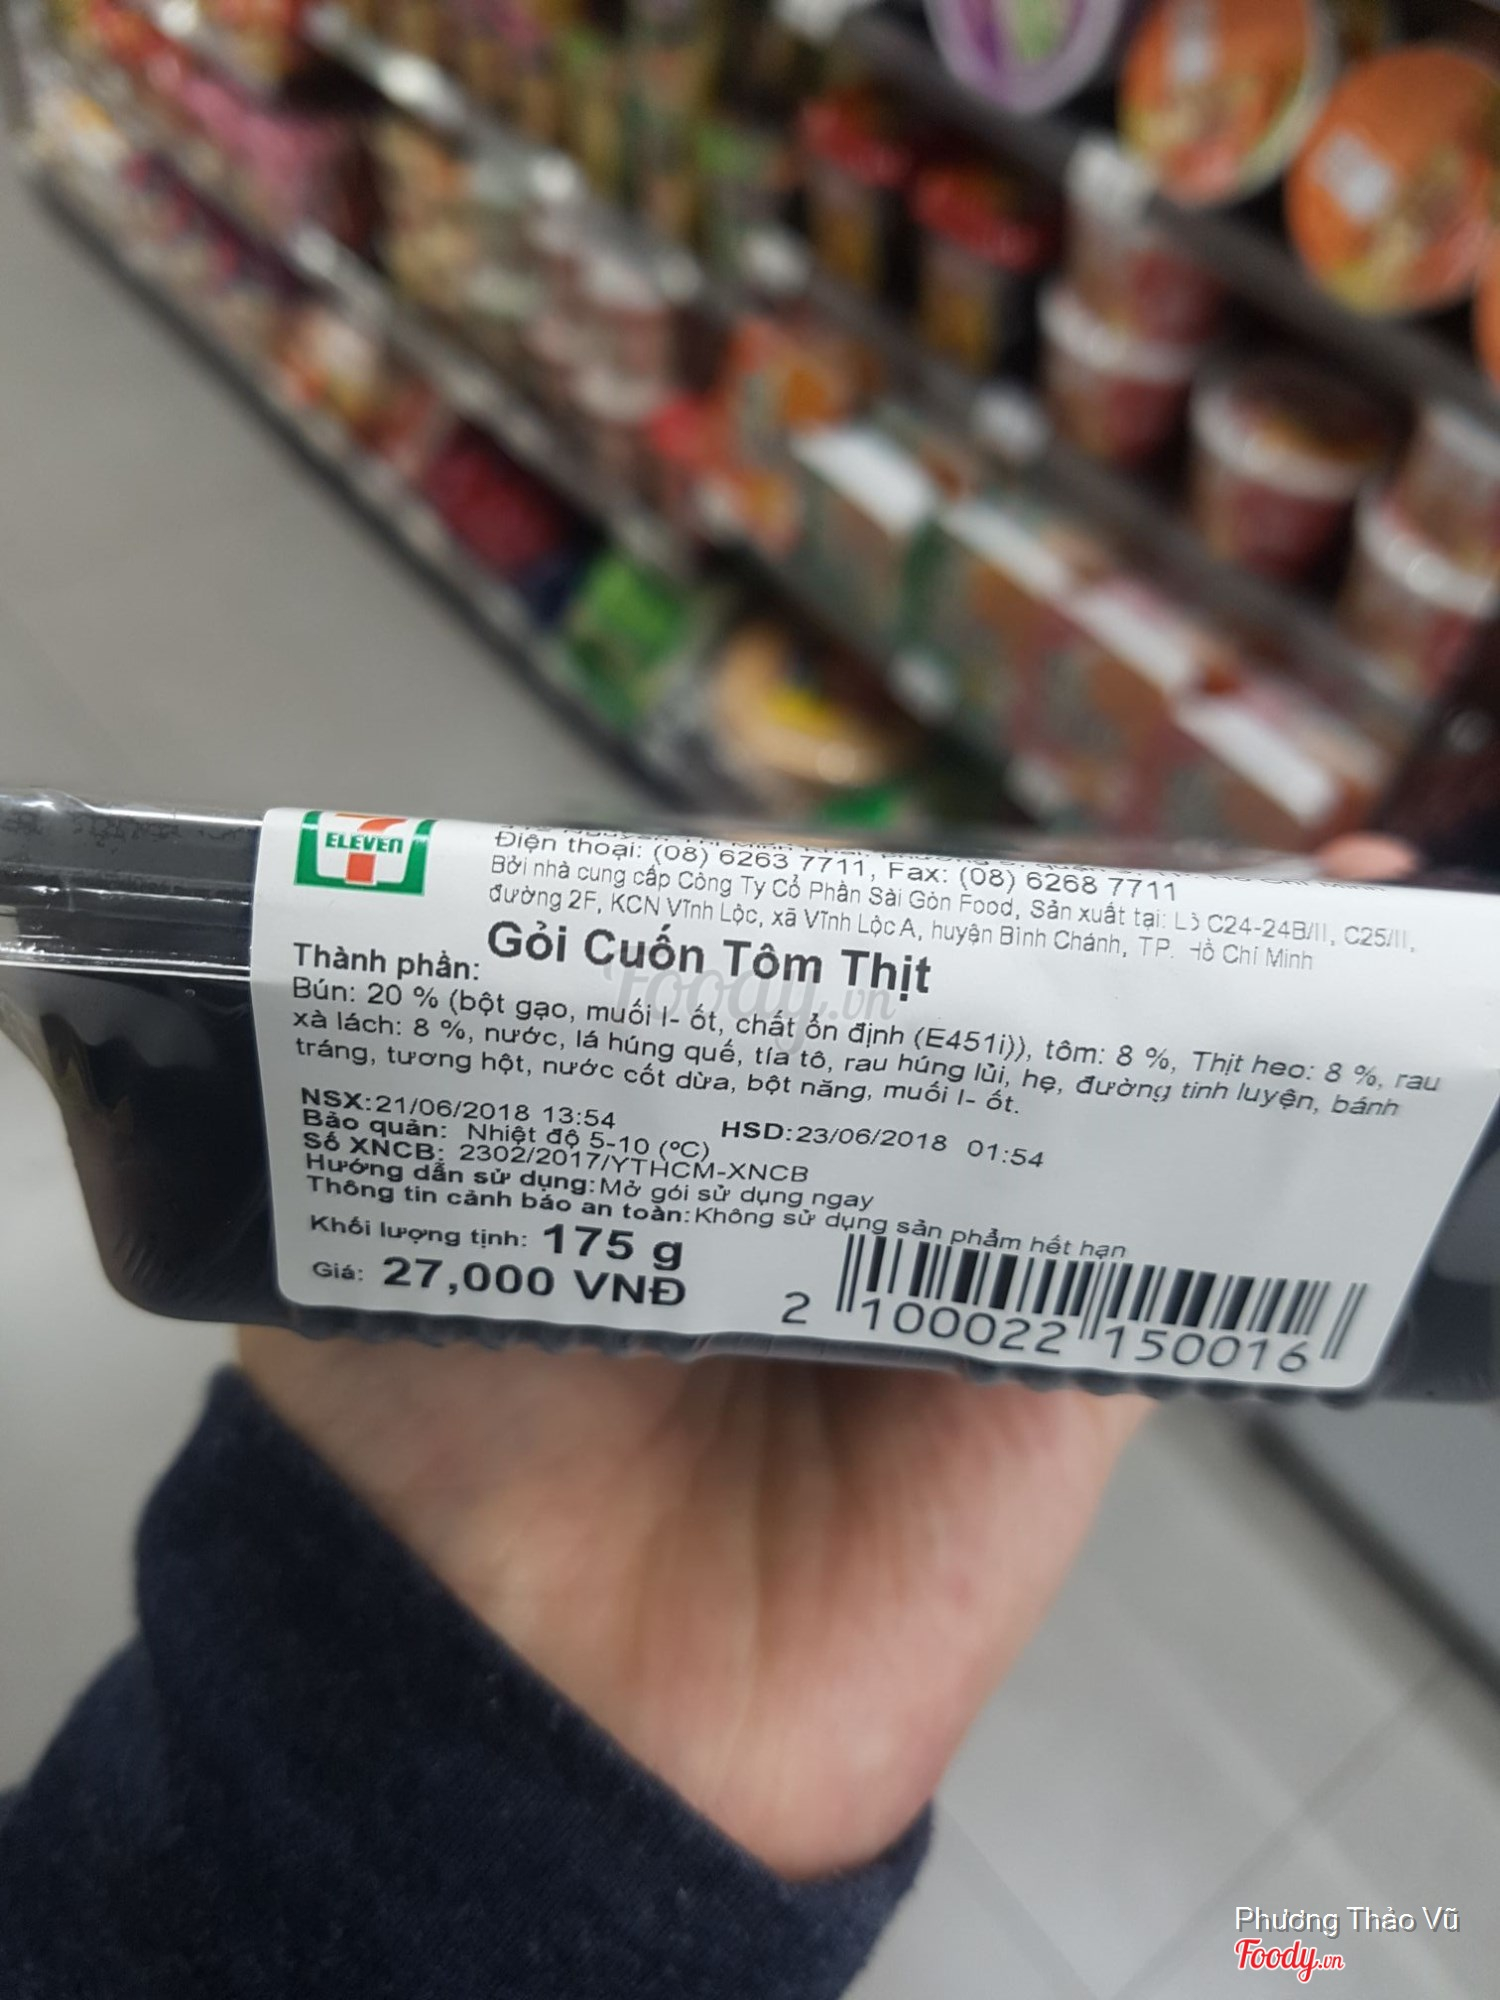 7
ELEVEN
Điện thoại: (08) 6263 7711, Fax: (08) 6268 7711
Bởi nhà cung cấp Công Ty Cổ Phần Sài Gòn Food, Sản xuất tại: Lô C24-24B/II, C25/II,
đường 2F, KCN Vĩnh Lộc, xã Vĩnh Lộc A, huyện Bình Chánh, TP. Hồ Chí Minh
Gỏi Cuốn Tôm Thịt
Thành phần:
Bún: 20 % (bột gạo, muối I- ốt, chất ổn định (E451i)), tôm: 8 %, Thịt heo: 8 %, rau
xà lách: 8 %, nước, lá húng quế, tía tô, rau húng lủi, hẹ, đường tinh luyện, bánh
tráng, tương hột, nước cốt dừa, bột năng, muối I- ốt.
NSX:21/06/2018 13:54 HSD:23/06/2018 01:54
Bảo quản: Nhiệt độ 5-10 (ºC)
Số XNCB: 2302/2017/YTHCM-XNCB
Hướng dẫn sử dụng:Mở gói sử dụng ngay
Thông tin cảnh báo an toàn:Không sử dụng sản phẩm hết hạn
Khối lượng tịnh: 175 g
Giá: 27,000 VNĐ
2 100022 150016
Foody.vn
Phương Thảo Vũ
Foody.vn